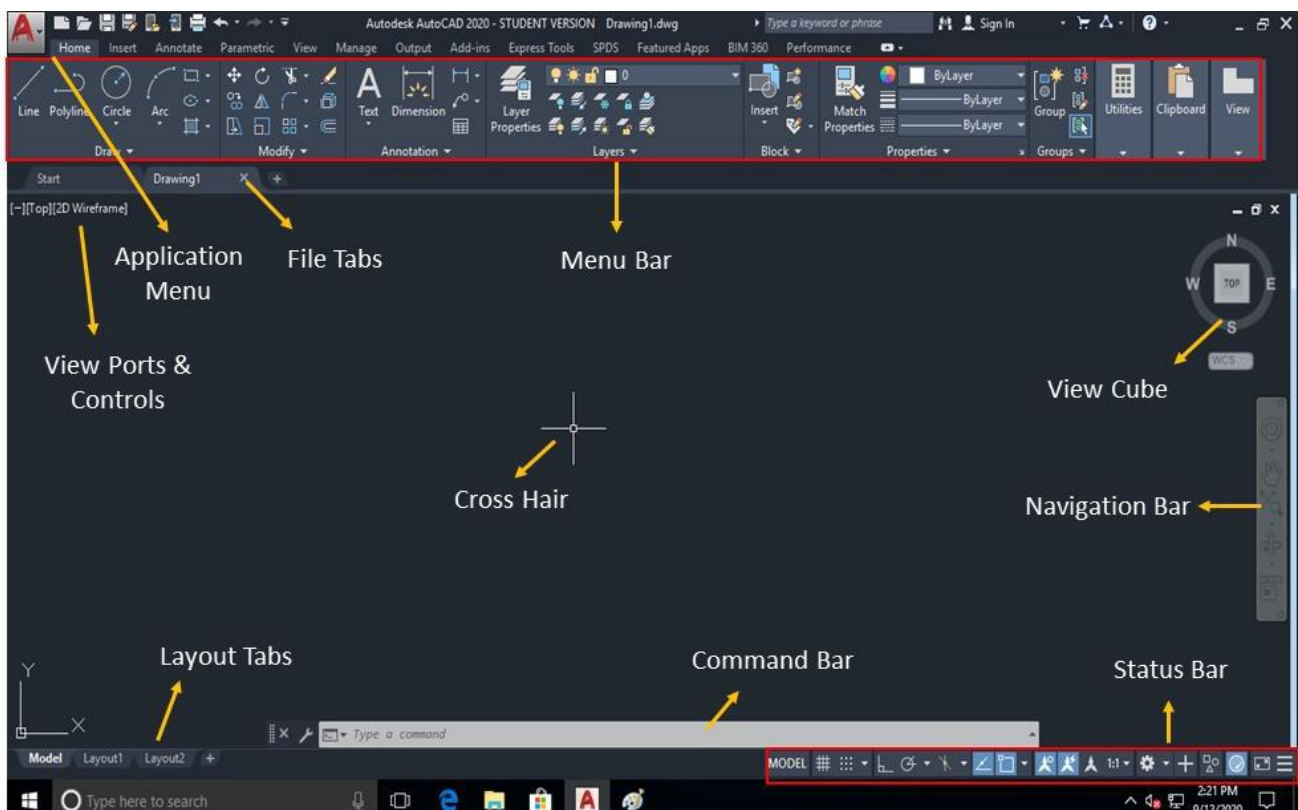 Autodesk AutoCAD 2020 - STUDENT VERSION Drawing1.dwg Type a keyword or phrase Sign In
Home Insert Annotate Parametric View Manage Output Add-ins Express Tools SPDS Featured Apps BIM 360 Performance
0 ByLayer
ByLayer
Line Polyline Circle Arc Text Dimension Layer Properties Insert Match Properties ByLayer Group Utilities Clipboard View
Draw Modify Annotation Layers Block Properties Groups
Start Drawing1
[−][Top][2D Wireframe]
N
W TOP E
S
WCS
Application
Menu
File Tabs
Menu Bar
View Ports &
Controls
View Cube
Cross Hair
Navigation Bar
Layout Tabs
Command Bar
Status Bar
Y
X
Type a command
Model Layout1 Layout2 +
MODEL 1:1
Type here to search
2:21 PM
9/12/2020